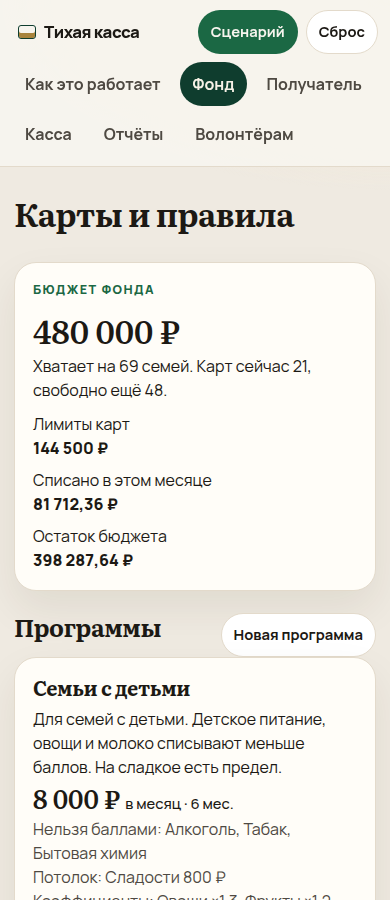 Тихая касса
Сценарий
Сброс
Как это работает
Фонд
Получатель
Касса
Отчёты
Волонтёрам
Карты и правила
БЮДЖЕТ ФОНДА
480 000 ₽
Хватает на 69 семей. Карт сейчас 21,
свободно ещё 48.
Лимиты карт
144 500 ₽
Списано в этом месяце
81 712,36 ₽
Остаток бюджета
398 287,64 ₽
Программы
Новая программа
Семьи с детьми
Для семей с детьми. Детское питание,
овощи и молоко списывают меньше
баллов. На сладкое есть предел.
8 000 ₽ в месяц · 6 мес.
Нельзя баллами: Алкоголь, Табак,
Бытовая химия
Потолок: Сладости 800 ₽